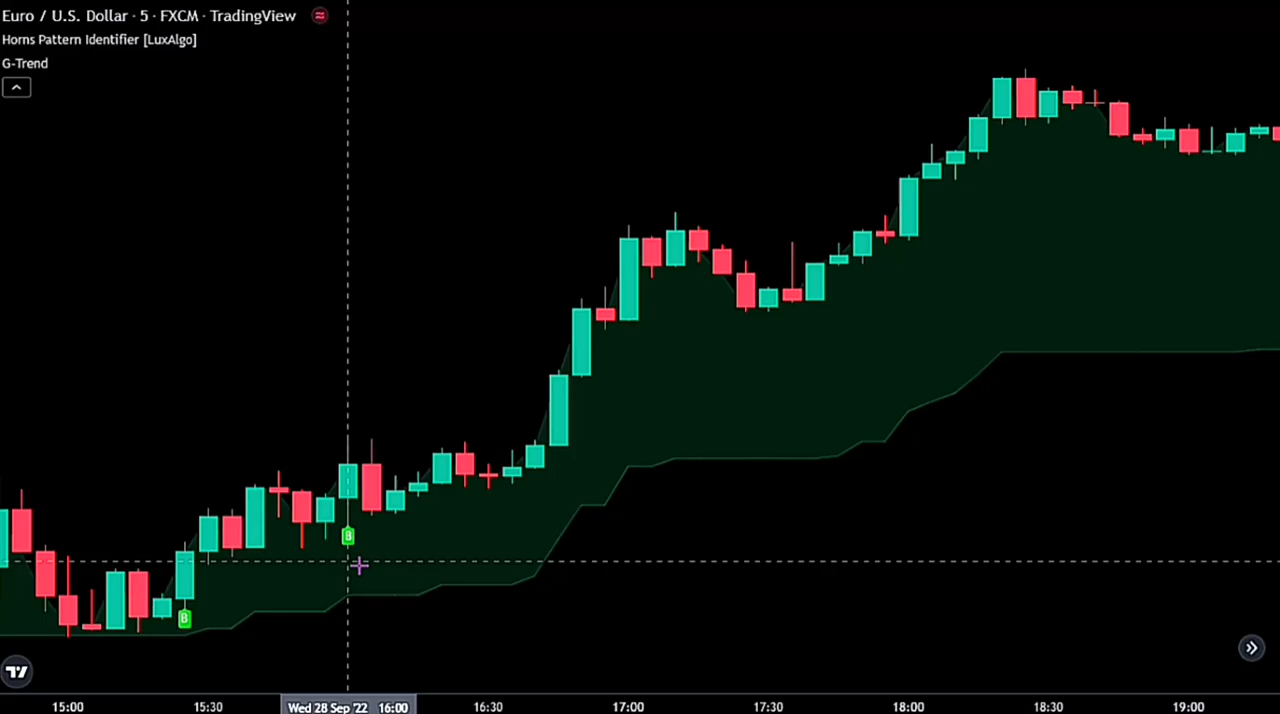 Euro / U.S. Dollar · 5 · FXCM · TradingView
Horns Pattern Identifier [LuxAlgo]
G-Trend
B
B
15:00 15:30 Wed 28 Sep '22 16:00 16:30 17:00 17:30 18:00 18:30 19:00